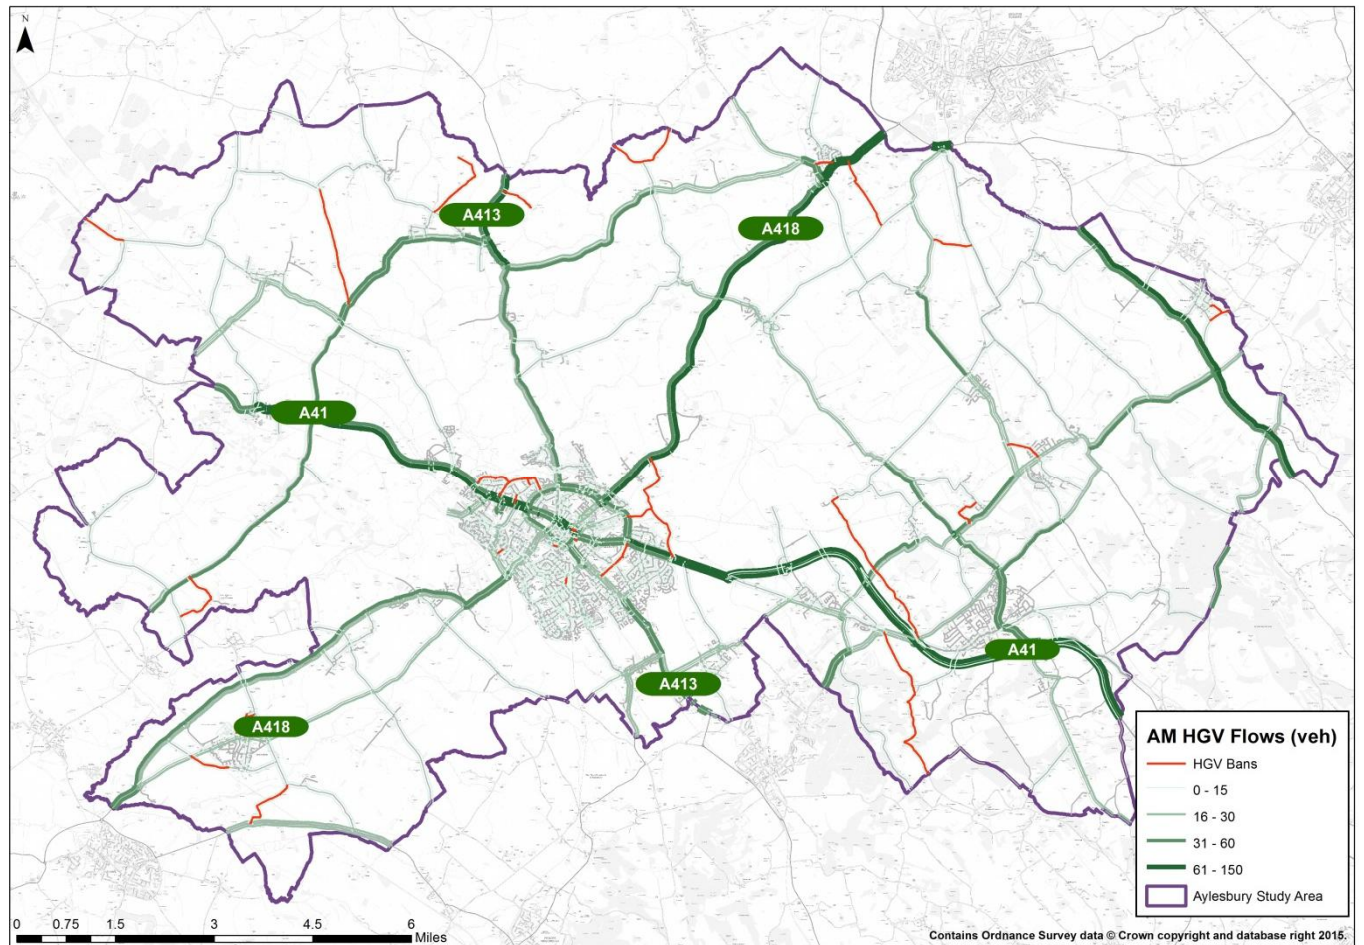 N
A413
A418
A41
A41
A413
A418
AM HGV Flows (veh)
HGV Bans
0 - 15
16 - 30
31 - 60
61 - 150
Aylesbury Study Area
0 0.75 1.5 3 4.5 6
Miles
Contains Ordnance Survey data © Crown copyright and database right 2015.